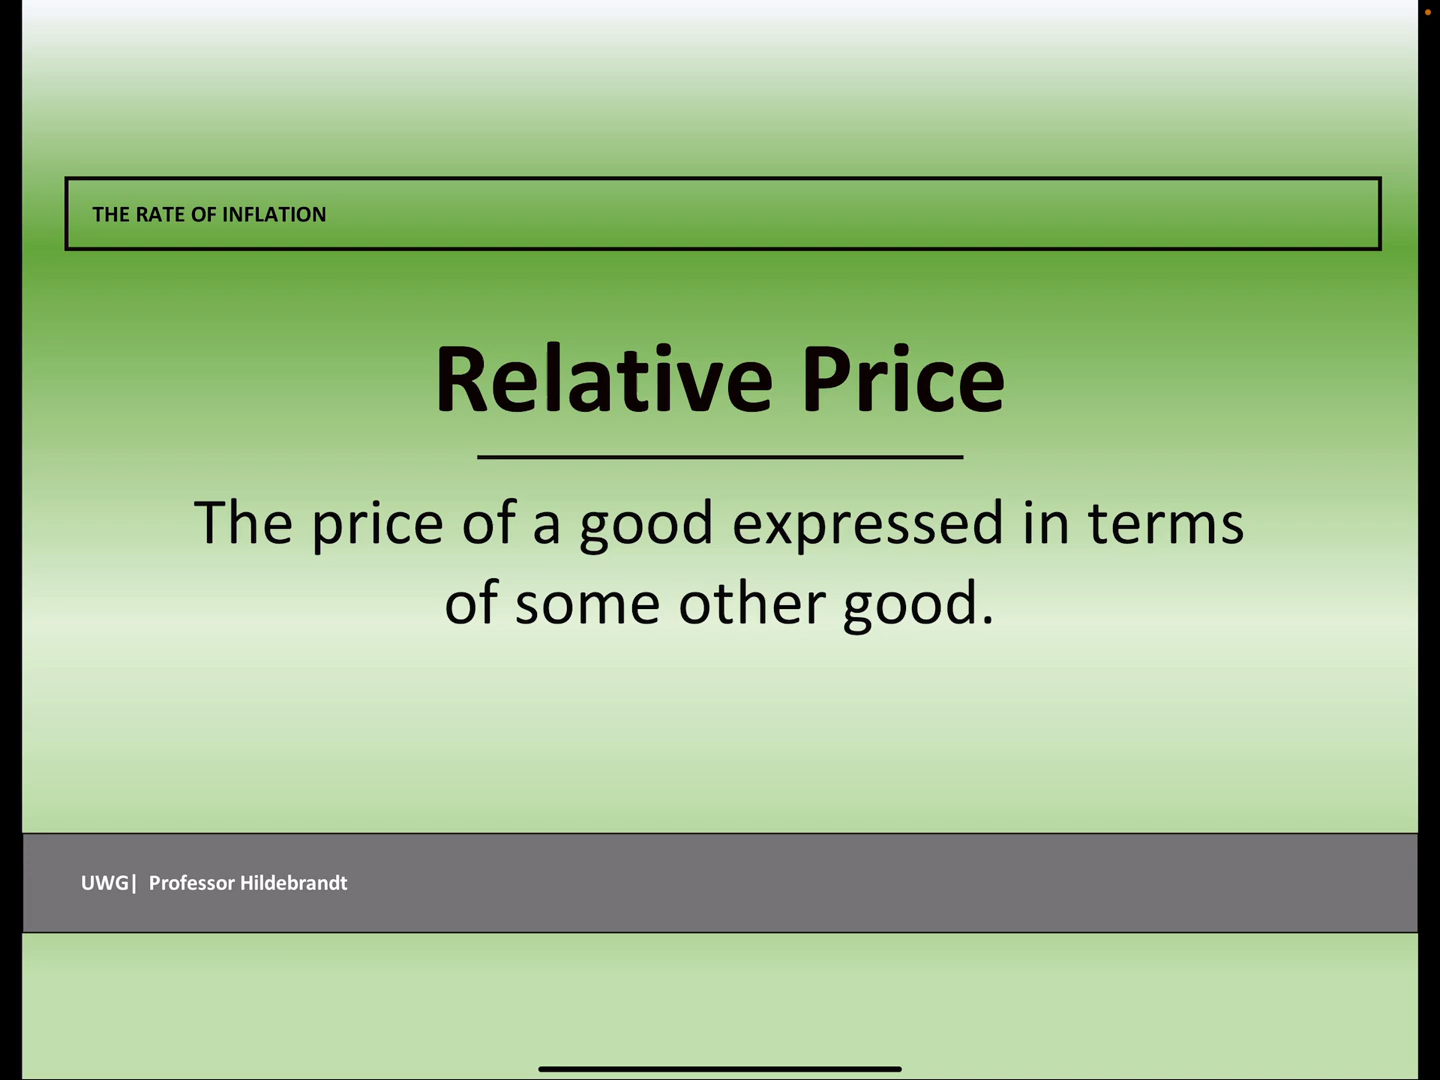 THE RATE OF INFLATION
Relative Price
The price of a good expressed in terms
of some other good.
UWG| Professor Hildebrandt